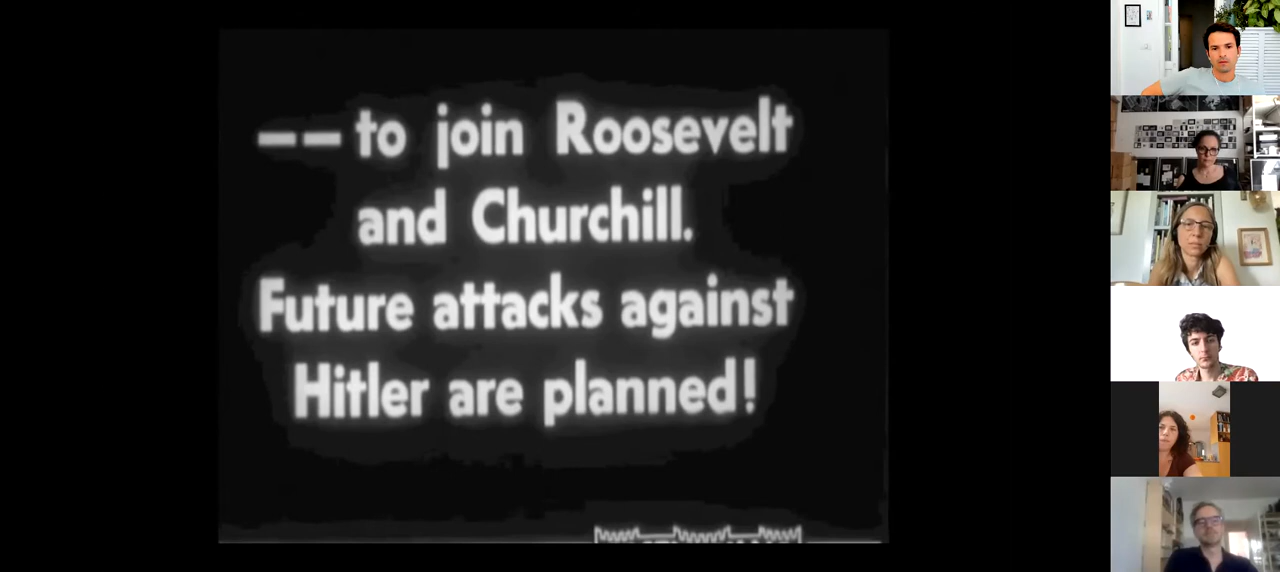 —— to join Roosevelt
and Churchill.
Future attacks against
Hitler are planned!